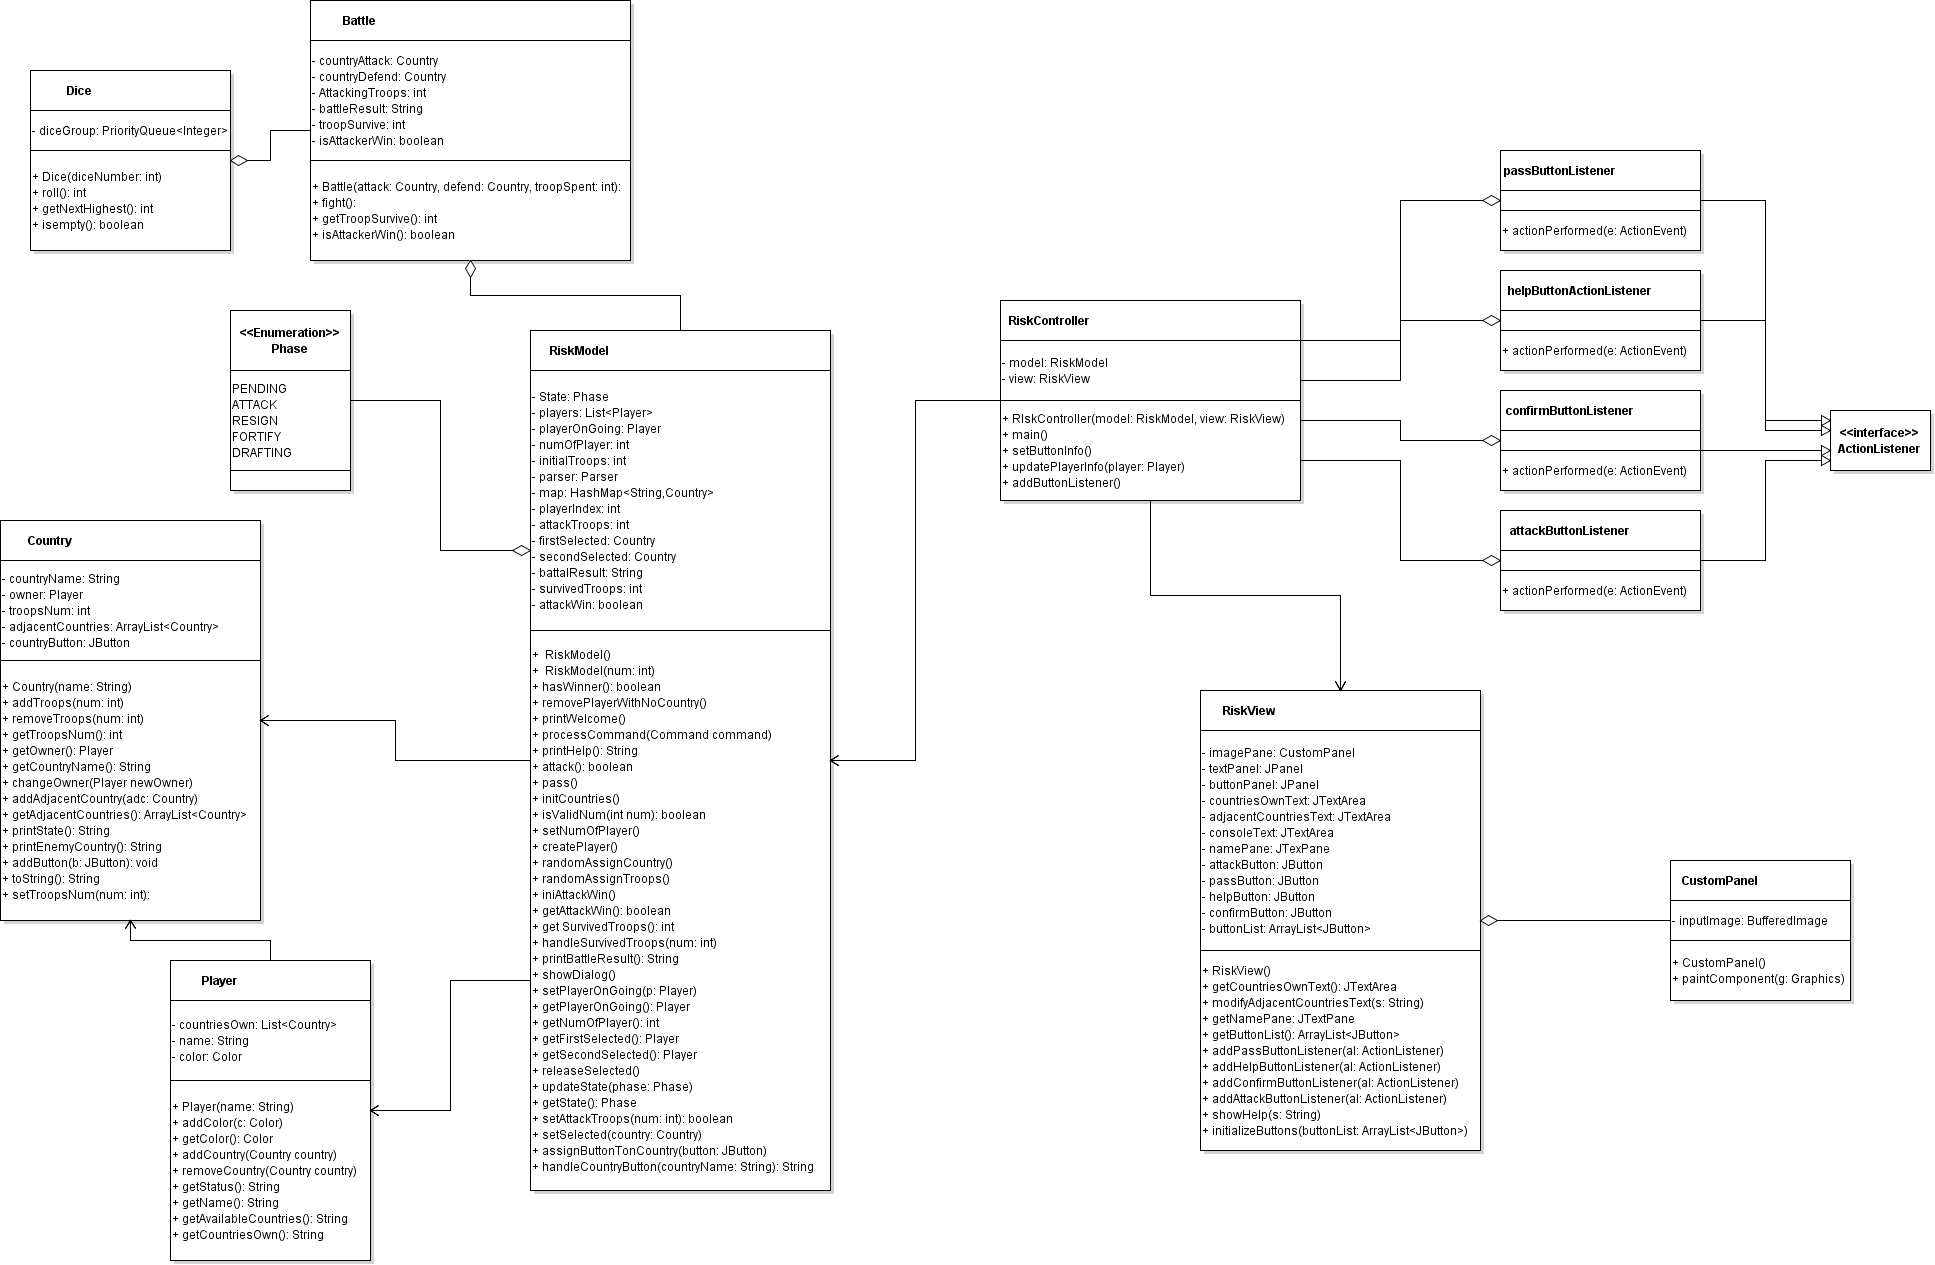 Battle
- countryAttack: Country
- countryDefend: Country
- AttackingTroops: int
- battleResult: String
- troopSurvive: int
- isAttackerWin: boolean
+ Battle(attack: Country, defend: Country, troopSpent: int):
+ fight():
+ getTroopSurvive(): int
+ isAttackerWin(): boolean
Dice
- diceGroup: PriorityQueue<Integer>
+ Dice(diceNumber: int)
+ roll(): int
+ getNextHighest(): int
+ isempty(): boolean
<<Enumeration>>
Phase
PENDING
ATTACK
RESIGN
FORTIFY
DRAFTING
Country
- countryName: String
- owner: Player
- troopsNum: int
- adjacentCountries: ArrayList<Country>
- countryButton: JButton
+ Country(name: String)
+ addTroops(num: int)
+ removeTroops(num: int)
+ getTroopsNum(): int
+ getOwner(): Player
+ getCountryName(): String
+ changeOwner(Player newOwner)
+ addAdjacentCountry(adc: Country)
+ getAdjacentCountries(): ArrayList<Country>
+ printState(): String
+ printEnemyCountry(): String
+ addButton(b: JButton): void
+ toString(): String
+ setTroopsNum(num: int):
Player
- countriesOwn: List<Country>
- name: String
- color: Color
+ Player(name: String)
+ addColor(c: Color)
+ getColor(): Color
+ addCountry(Country country)
+ removeCountry(Country country)
+ getStatus(): String
+ getName(): String
+ getAvailableCountries(): String
+ getCountriesOwn(): String
RiskModel
- State: Phase
- players: List<Player>
- playerOnGoing: Player
- numOfPlayer: int
- initialTroops: int
- parser: Parser
- map: HashMap<String,Country>
- playerIndex: int
- attackTroops: int
- firstSelected: Country
- secondSelected: Country
- battalResult: String
- survivedTroops: int
- attackWin: boolean
+ RiskModel()
+ RiskModel(num: int)
+ hasWinner(): boolean
+ removePlayerWithNoCountry()
+ printWelcome()
+ processCommand(Command command)
+ printHelp(): String
+ attack(): boolean
+ pass()
+ initCountries()
+ isValidNum(int num): boolean
+ setNumOfPlayer()
+ createPlayer()
+ randomAssignCountry()
+ randomAssignTroops()
+ iniAttackWin()
+ getAttackWin(): boolean
+ get SurvivedTroops(): int
+ handleSurvivedTroops(num: int)
+ printBattleResult(): String
+ showDialog()
+ setPlayerOnGoing(p: Player)
+ getPlayerOnGoing(): Player
+ getNumOfPlayer(): int
+ getFirstSelected(): Player
+ getSecondSelected(): Player
+ releaseSelected()
+ updateState(phase: Phase)
+ getState(): Phase
+ setAttackTroops(num: int): boolean
+ setSelected(country: Country)
+ assignButtonTonCountry(button: JButton)
+ handleCountryButton(countryName: String): String
RiskController
- model: RiskModel
- view: RiskView
+ RIskController(model: RiskModel, view: RiskView)
+ main()
+ setButtonInfo()
+ updatePlayerInfo(player: Player)
+ addButtonListener()
passButtonListener
+ actionPerformed(e: ActionEvent)
helpButtonActionListener
+ actionPerformed(e: ActionEvent)
confirmButtonListener
+ actionPerformed(e: ActionEvent)
attackButtonListener
+ actionPerformed(e: ActionEvent)
<<interface>>
ActionListener
RiskView
- imagePane: CustomPanel
- textPanel: JPanel
- buttonPanel: JPanel
- countriesOwnText: JTextArea
- adjacentCountriesText: JTextArea
- consoleText: JTextArea
- namePane: JTexPane
- attackButton: JButton
- passButton: JButton
- helpButton: JButton
- confirmButton: JButton
- buttonList: ArrayList<JButton>
+ RiskView()
+ getCountriesOwnText(): JTextArea
+ modifyAdjacentCountriesText(s: String)
+ getNamePane: JTextPane
+ getButtonList(): ArrayList<JButton>
+ addPassButtonListener(al: ActionListener)
+ addHelpButtonListener(al: ActionListener)
+ addConfirmButtonListener(al: ActionListener)
+ addAttackButtonListener(al: ActionListener)
+ showHelp(s: String)
+ initializeButtons(buttonList: ArrayList<JButton>)
CustomPanel
- inputImage: BufferedImage
+ CustomPanel()
+ paintComponent(g: Graphics)